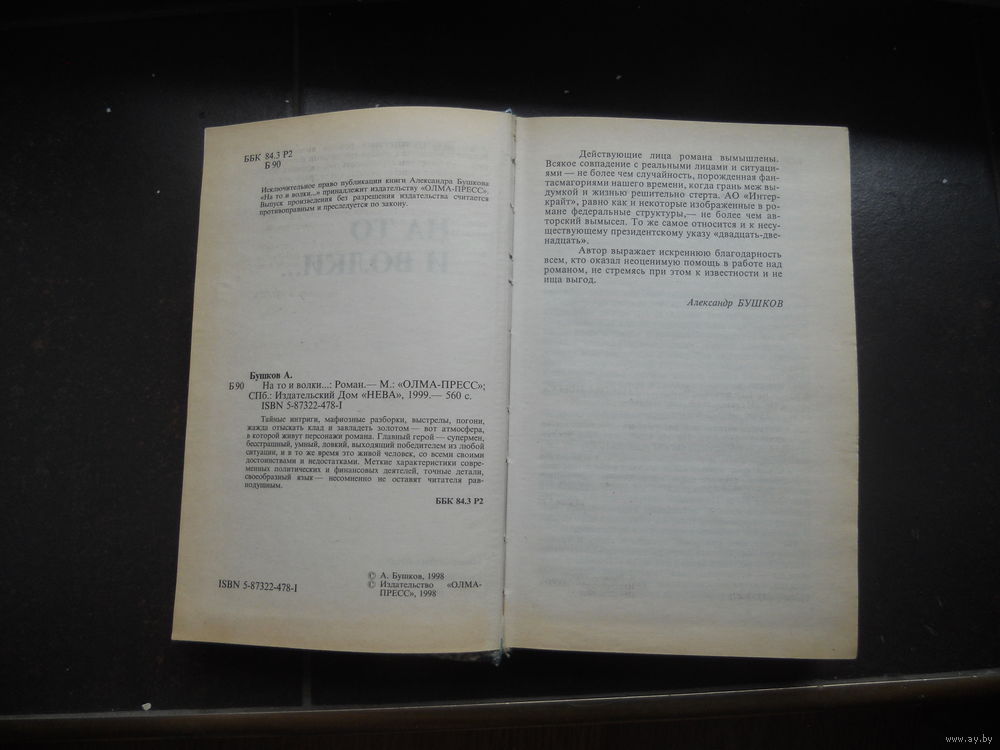 ББК 84.3 Р2
Б 90
Исключительное право публикации книги Александра Бушкова
«На то и волки...» принадлежит издательству «ОЛМА-ПРЕСС».
Выпуск произведения без разрешения издательства считается
противоправным и преследуется по закону.
Бушков А.
Б 90 На то и волки...: Роман.— М.: «ОЛМА-ПРЕСС»;
СПб.: Издательский Дом «НЕВА», 1999.— 560 с.
ISBN 5-87322-478-I
Тайные интриги, мафиозные разборки, выстрелы, погони,
жажда отыскать клад и завладеть золотом — вот атмосфера,
в которой живут персонажи романа. Главный герой — супермен,
бесстрашный, умный, ловкий, выходящий победителем из любой
ситуации, и в то же время это живой человек, со всеми своими
достоинствами и недостатками. Меткие характеристики совре-
менных политических и финансовых деятелей, точные детали,
своеобразный язык — несомненно не оставят читателя рав-
нодушным.
ББК 84.3 Р2
ISBN 5-87322-478-I
© А. Бушков, 1998
© Издательство «ОЛМА-
ПРЕСС», 1998
Действующие лица романа вымышлены.
Всякое совпадение с реальными лицами и ситуаци-
ями — не более чем случайность, порожденная фан-
тасмагориями нашего времени, когда грань меж вы-
думкой и жизнью решительно стерта. АО «Интер-
крайт», равно как и некоторые изображенные в ро-
мане федеральные структуры,— не более чем ав-
торский вымысел. То же самое относится и к несу-
ществующему президентскому указу «двадцать-две-
надцать».
Автор выражает искреннюю благодарность
всем, кто оказал неоценимую помощь в работе над
романом, не стремясь при этом к известности и не
ища выгод.
Александр БУШКОВ
И ВОЛКИ...
www.ay.by